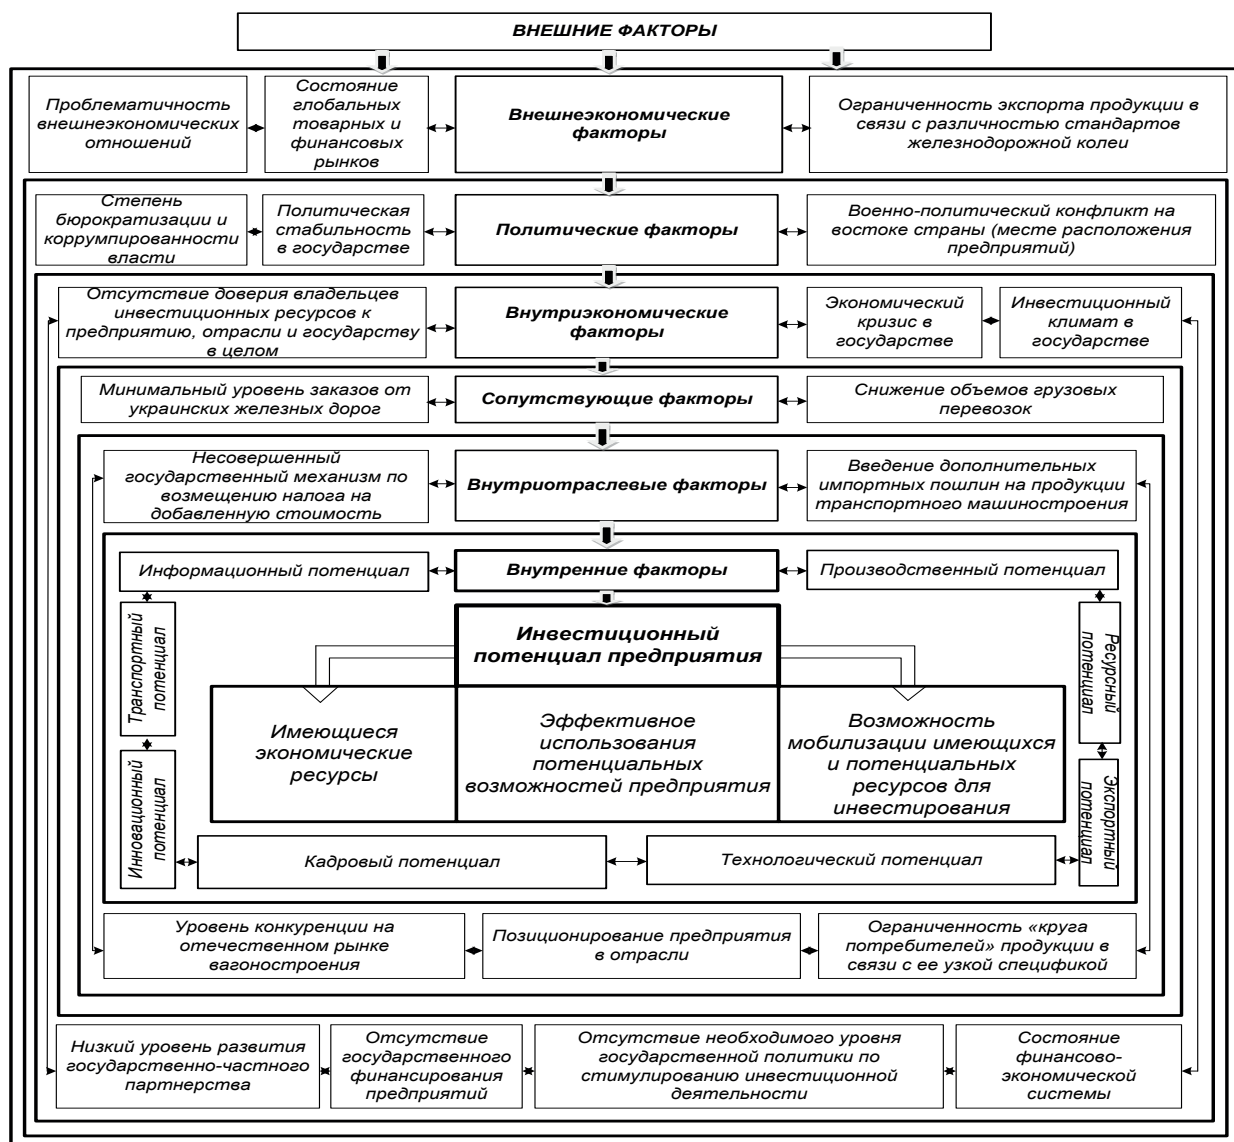 ВНЕШНИЕ ФАКТОРЫ
Проблематичность
внешнеэкономических
отношений
Состояние
глобальных
товарных и
финансовых
рынков
Внешнеэкономические
факторы
Ограниченность экспорта продукции в
связи с различностью стандартов
железнодорожной колеи
Степень
бюрократизации и
коррумпированности
власти
Политическая
стабильность
в государстве
Политические факторы
Военно-политический конфликт на
востоке страны (месте расположения
предприятий)
Отсутствие доверия владельцев
инвестиционных ресурсов к
предприятию, отрасли и государству
в целом
Внутриэкономические
факторы
Экономический
кризис в
государстве
Инвестиционный
климат в
государстве
Минимальный уровень заказов от
украинских железных дорог
Сопутствующие факторы
Снижение объемов грузовых
перевозок
Несовершенный
государственный механизм по
возмещению налога на
добавленную стоимость
Внутриотраслевые факторы
Введение дополнительных
импортных пошлин на продукции
транспортного машиностроения
Информационный потенциал
Внутренние факторы
Производственный потенциал
Транспортный
потенциал
Инвестиционный
потенциал предприятия
Ресурсный
потенциал
Имеющиеся
экономические
ресурсы
Эффективное
использования
потенциальных
возможностей предприятия
Возможность
мобилизации имеющихся
и потенциальных
ресурсов для
инвестирования
Инновационный
потенциал
Экспортный
потенциал
Кадровый потенциал
Технологический потенциал
Уровень конкуренции на
отечественном рынке
вагоностроения
Позиционирование предприятия
в отрасли
Ограниченность «круга
потребителей» продукции в
связи с ее узкой спецификой
Низкий уровень развития
государственно-частного
партнерства
Отсутствие
государственного
финансирования
предприятий
Отсутствие необходимого уровня
государственной политики по
стимулированию инвестиционной
деятельности
Состояние
финансово-
экономической
системы